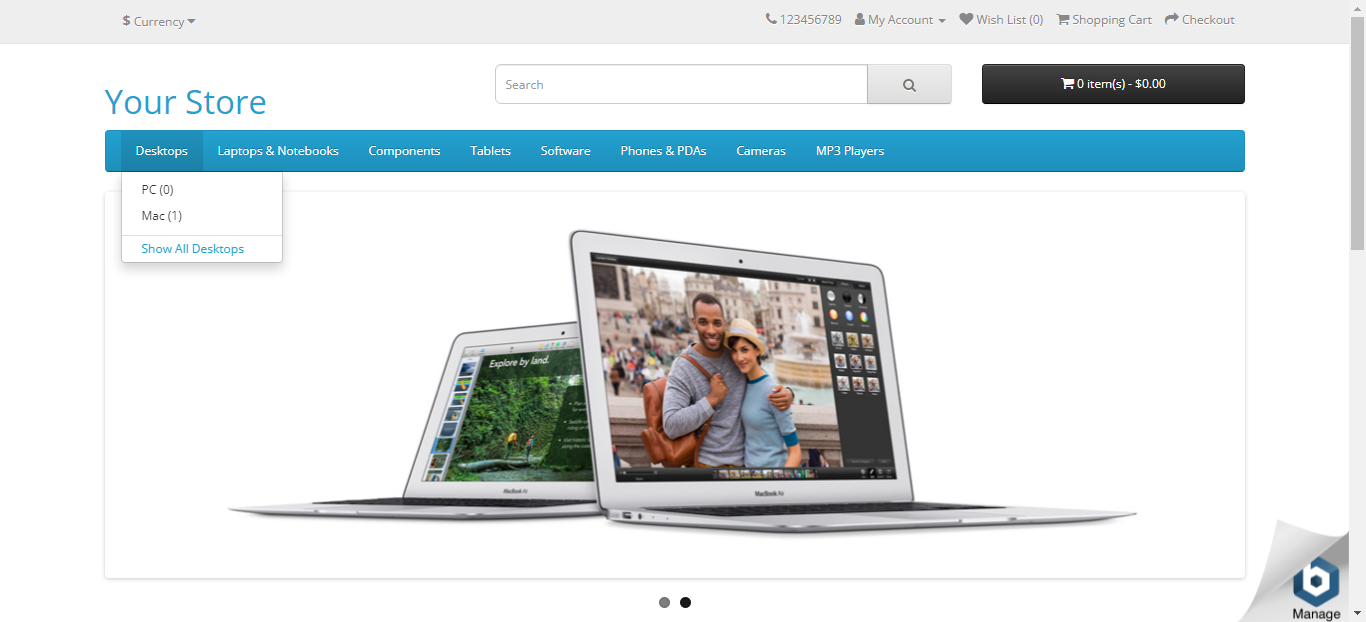 $ Currency
123456789 My Account Wish List (0) Shopping Cart Checkout
Your Store
Search
0 item(s) - $0.00
Desktops Laptops & Notebooks Components Tablets Software Phones & PDAs Cameras MP3 Players
PC (0)
Mac (1)
Show All Desktops
Explore by land.
MacBook Air
MacBook Air
b
Manage